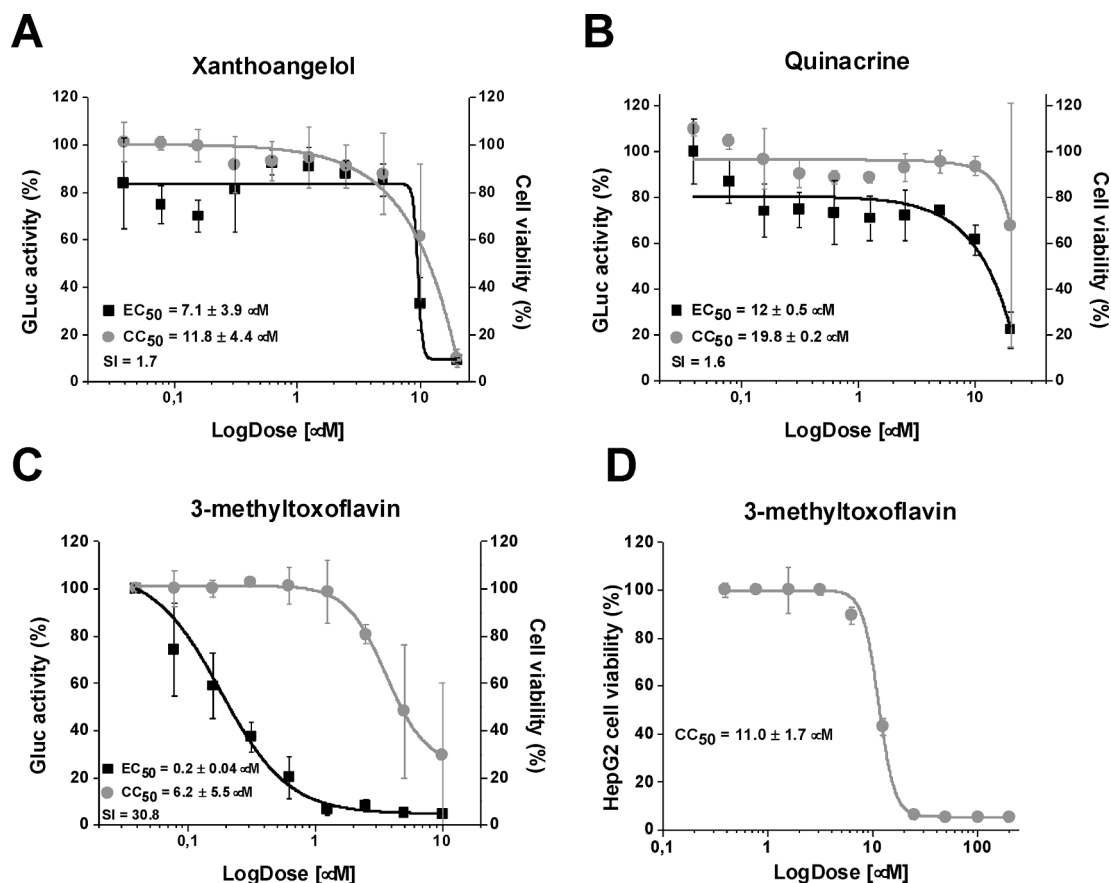 A
Xanthoangelol
120
100
80
60
40
20
0
GLuc activity (%)
120
100
80
60
40
20
0
Cell viability (%)
EC50 = 7.1 ± 3.9 ∝M
CC50 = 11.8 ± 4.4 ∝M
SI = 1.7
0,1 1 10
LogDose [∝M]
B
Quinacrine
120
100
80
60
40
20
0
GLuc activity (%)
120
100
80
60
40
20
0
Cell viability (%)
EC50 = 12 ± 0.5 ∝M
CC50 = 19.8 ± 0.2 ∝M
SI = 1.6
0,1 1 10
LogDose [∝M]
C
3-methyltoxoflavin
120
100
80
60
40
20
0
Gluc activity (%)
120
100
80
60
40
20
0
Cell viability (%)
EC50 = 0.2 ± 0.04 ∝M
CC50 = 6.2 ± 5.5 ∝M
SI = 30.8
0,1 1 10
LogDose [∝M]
D
3-methyltoxoflavin
120
100
80
60
40
20
0
HepG2 cell viability (%)
CC50 = 11.0 ± 1.7 ∝M
0,1 1 10 100
LogDose [∝M]